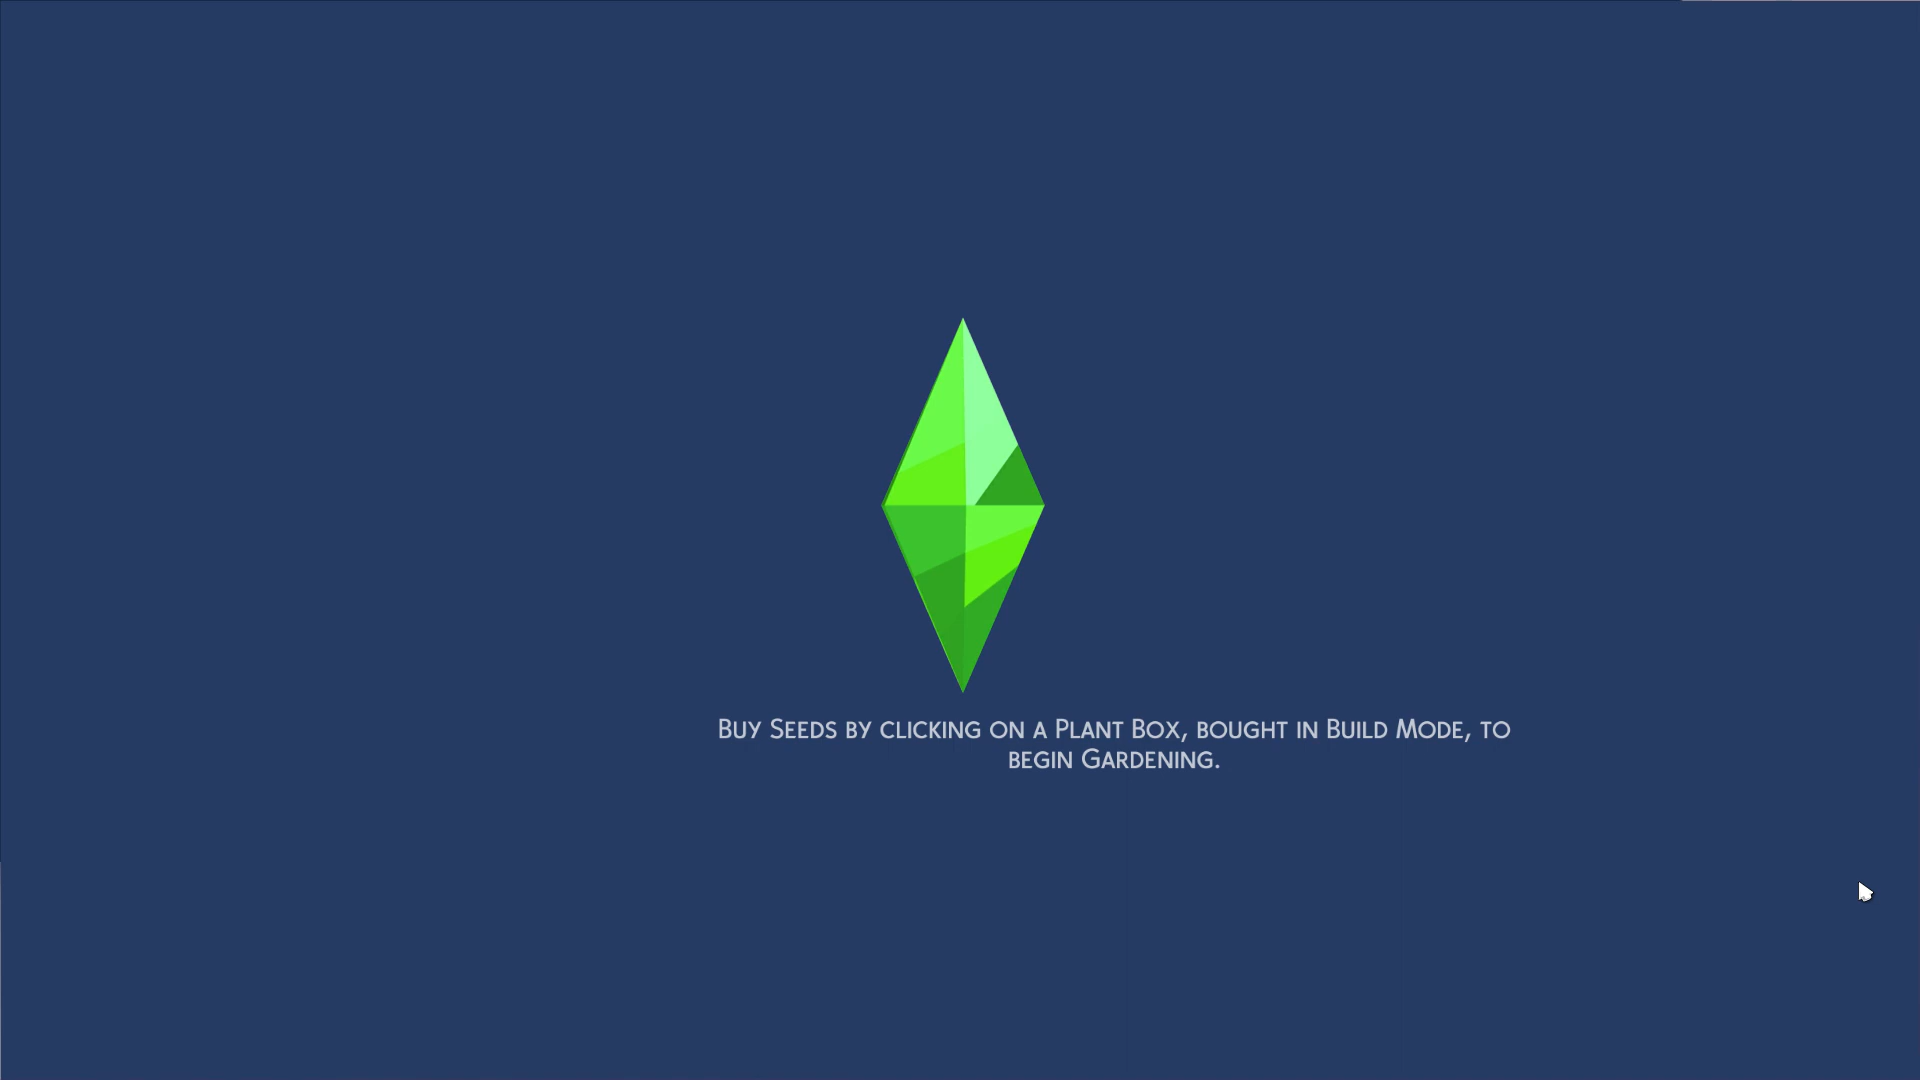 Buy Seeds by clicking on a Plant Box, bought in Build Mode, to
begin Gardening.